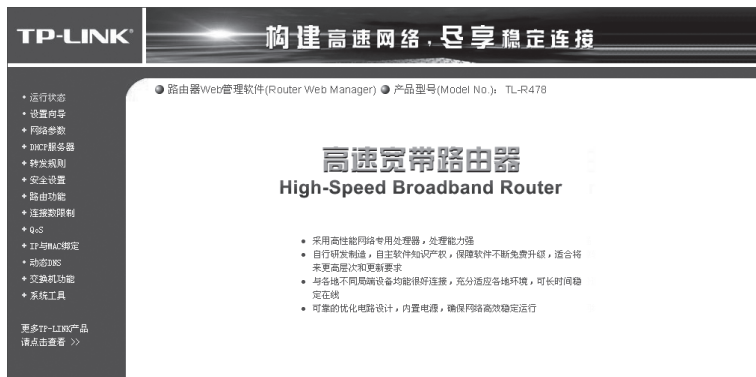 TP-LINK®
构建高速网络，尽享稳定连接
路由器Web管理软件(Router Web Manager) 产品型号(Model No.): TL-R478
• 运行状态
• 设置向导
+ 网络参数
+ DHCP服务器
+ 转发规则
+ 安全设置
+ 路由功能
+ 连接数限制
+ QoS
+ IP与MAC绑定
• 动态DNS
+ 交换机功能
+ 系统工具
更多TP-LINK产品
请点击查看 >>
高速宽带路由器
High-Speed Broadband Router
• 采用高性能网络专用处理器，处理能力强
• 自行研发制造，自主软件知识产权，保障软件不断免费升级，适合将
来更高层次和更新要求
• 与各地不同局端设备均能很好连接，充分适应各地环境，可长时间稳
定在线
• 可靠的优化电路设计，内置电源，确保网络高效稳定运行